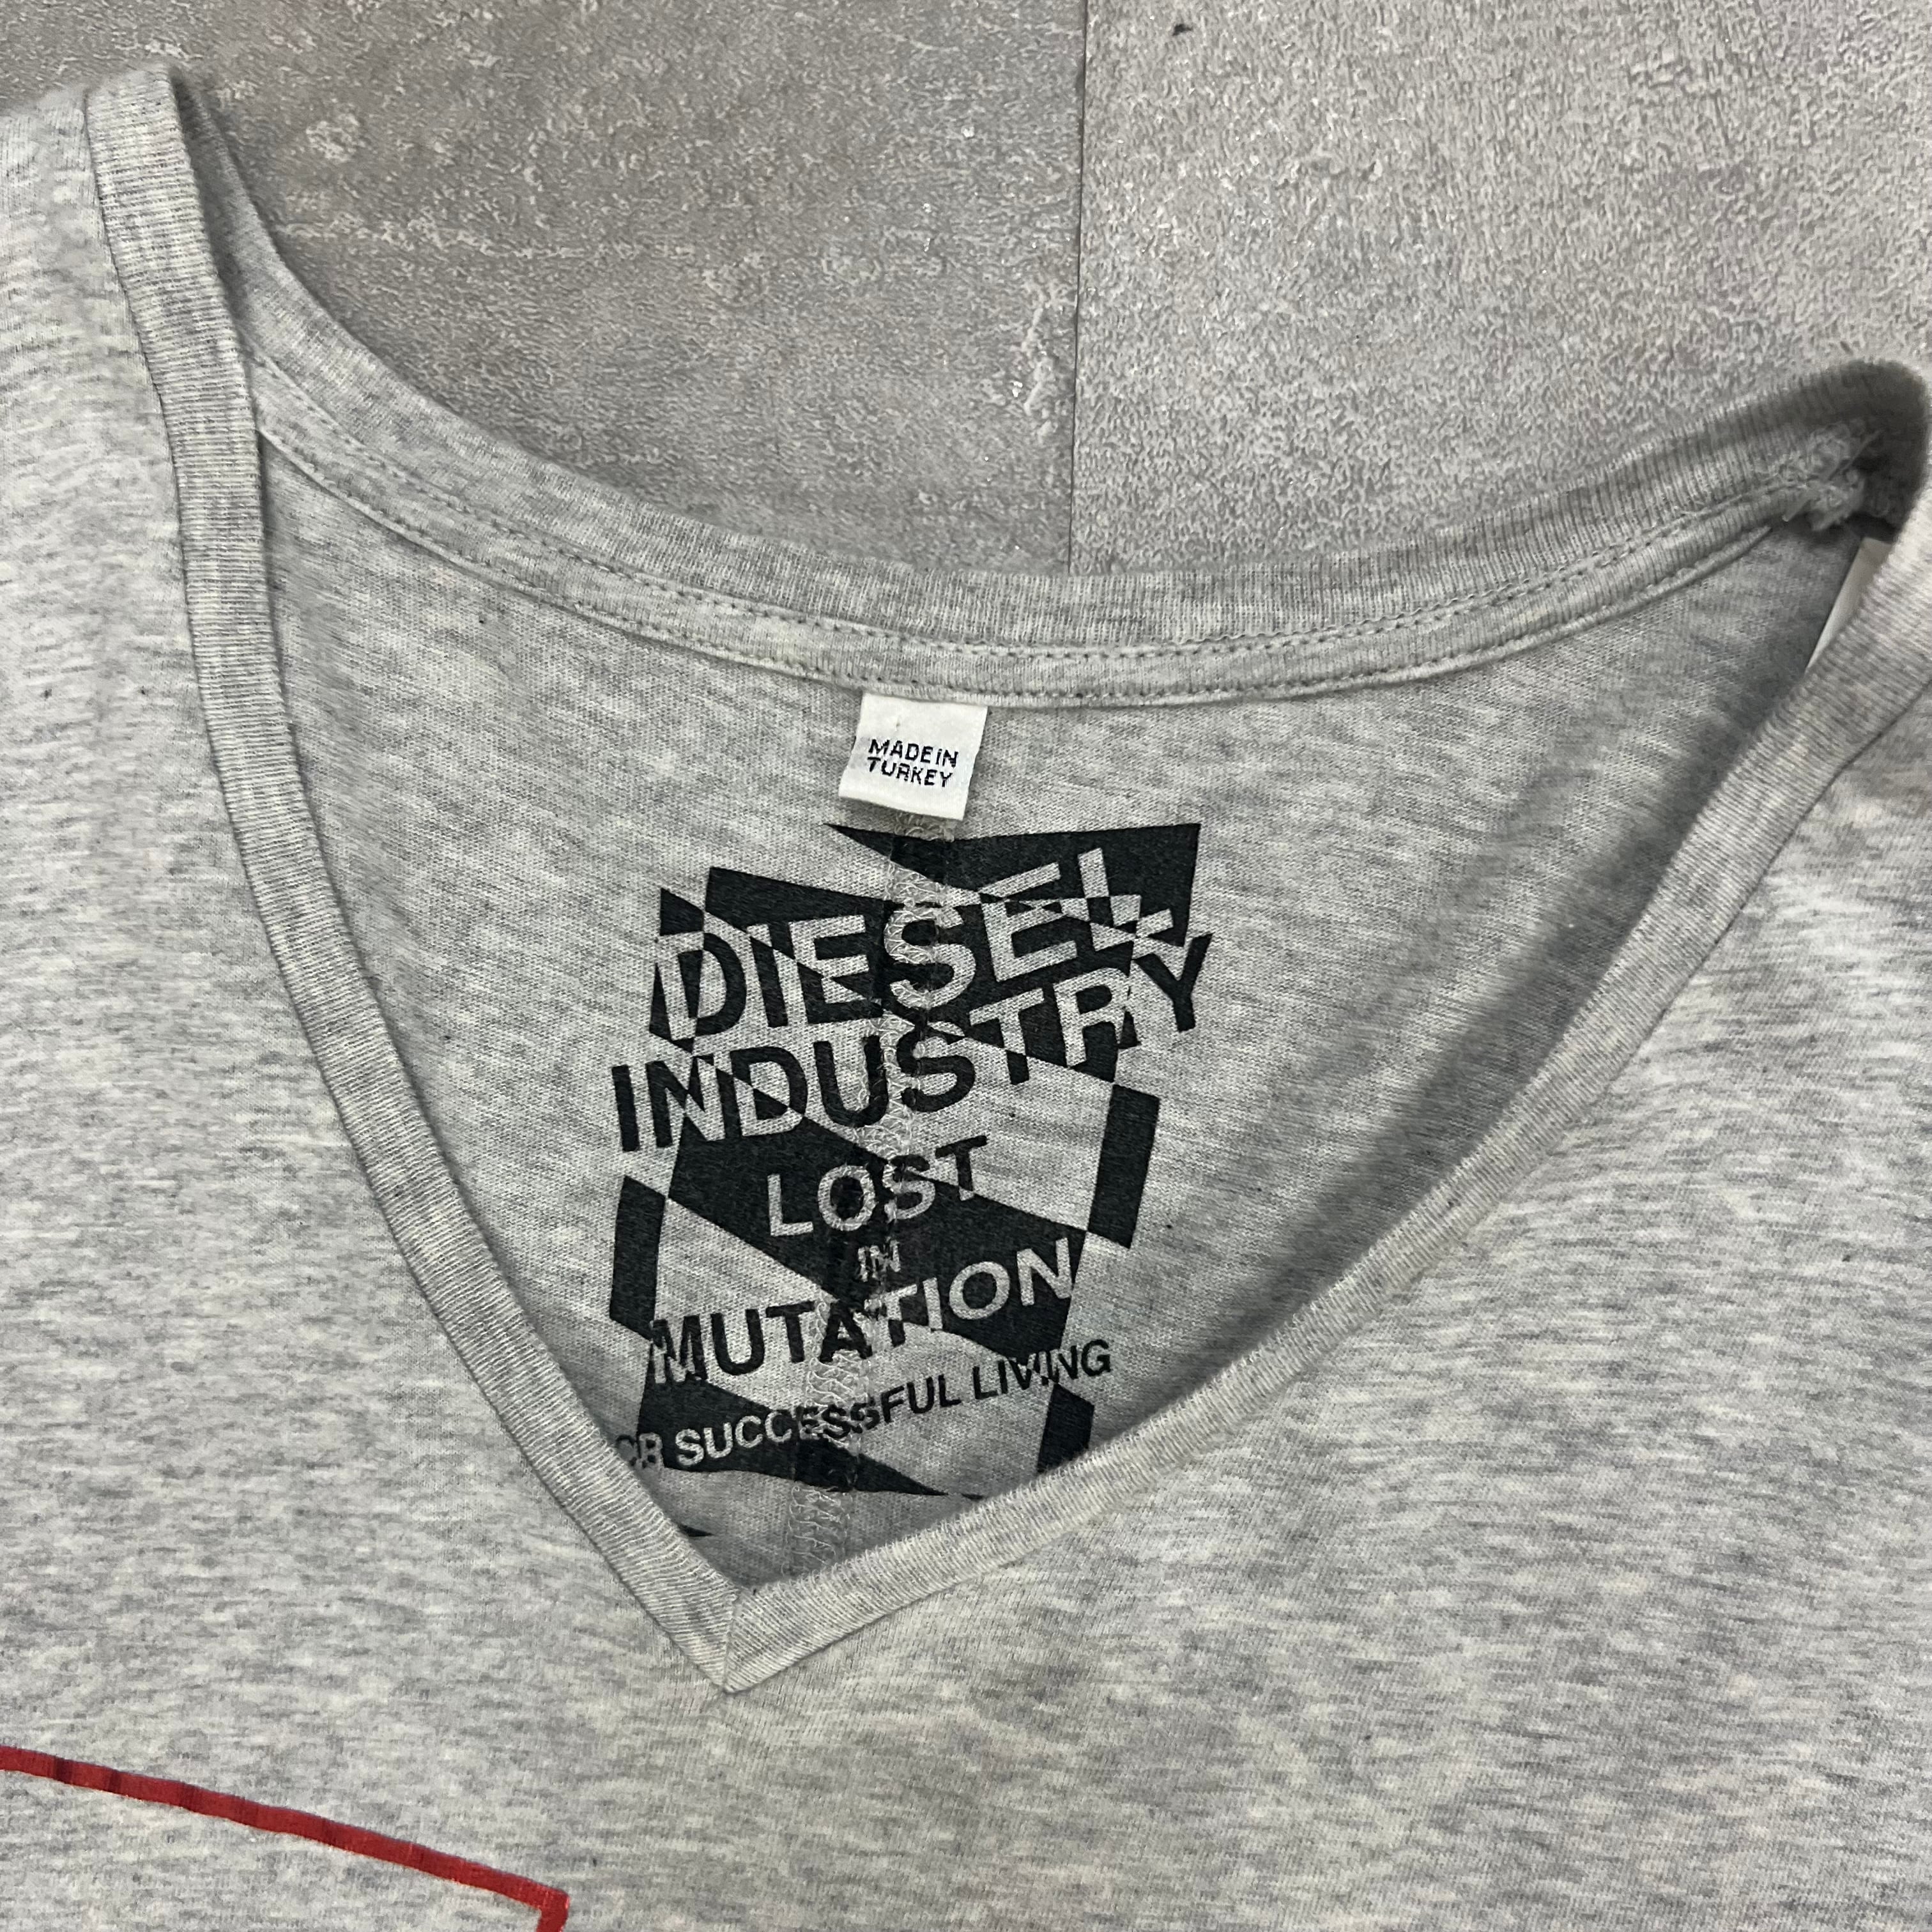 MADE IN
TURKEY
DIESEL
INDUSTRY
LOST
IN
MUTATION
SUCCESSFUL LIVING